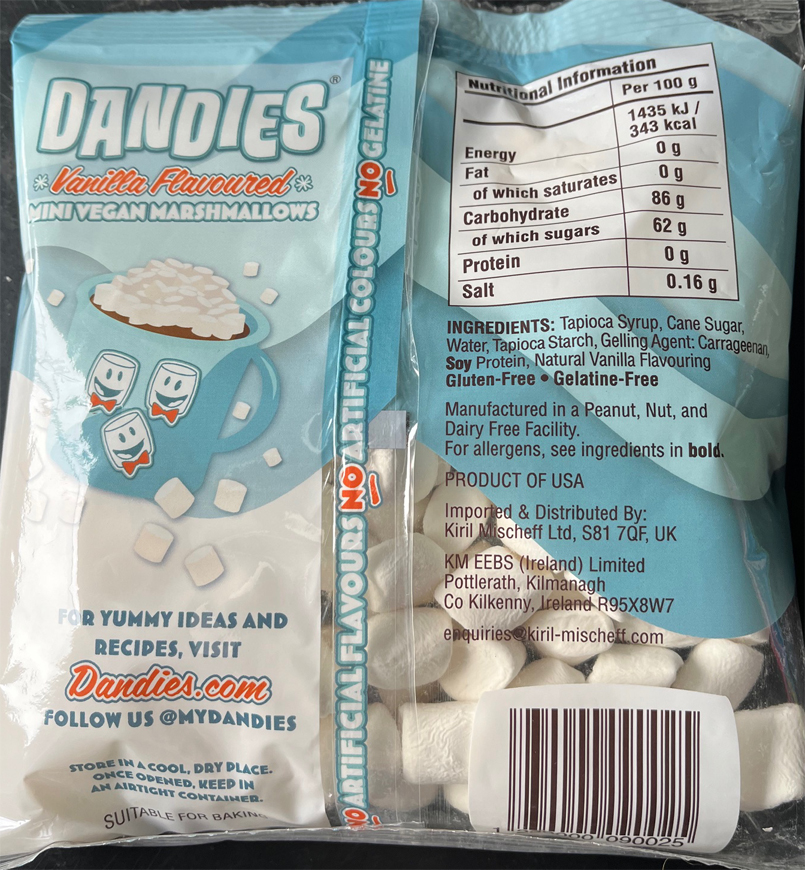 DANDIES®
Vanilla Flavoured
MINI VEGAN MARSHMALLOWS
FOR YUMMY IDEAS AND
RECIPES, VISIT
Dandies.com
FOLLOW US @MYDANDIES
STORE IN A COOL, DRY PLACE.
ONCE OPENED, KEEP IN
AN AIRTIGHT CONTAINER.
SUITABLE FOR BAKING
NO ARTIFICIAL FLAVOURS NO ARTIFICIAL COLOURS NO GELATINE
Nutritional Information
Per 100 g
Energy 1435 kJ /
343 kcal
Fat 0 g
of which saturates 0 g
Carbohydrate 86 g
of which sugars 62 g
Protein 0 g
Salt 0.16 g
INGREDIENTS: Tapioca Syrup, Cane Sugar,
Water, Tapioca Starch, Gelling Agent: Carrageenan,
Soy Protein, Natural Vanilla Flavouring
Gluten-Free • Gelatine-Free
Manufactured in a Peanut, Nut, and
Dairy Free Facility.
For allergens, see ingredients in bold.
PRODUCT OF USA
Imported & Distributed By:
Kiril Mischeff Ltd, S81 7QF, UK
KM EEBS (Ireland) Limited
Pottlerath, Kilmanagh
Co Kilkenny, Ireland R95X8W7
enquiries@kiril-mischeff.com
090025